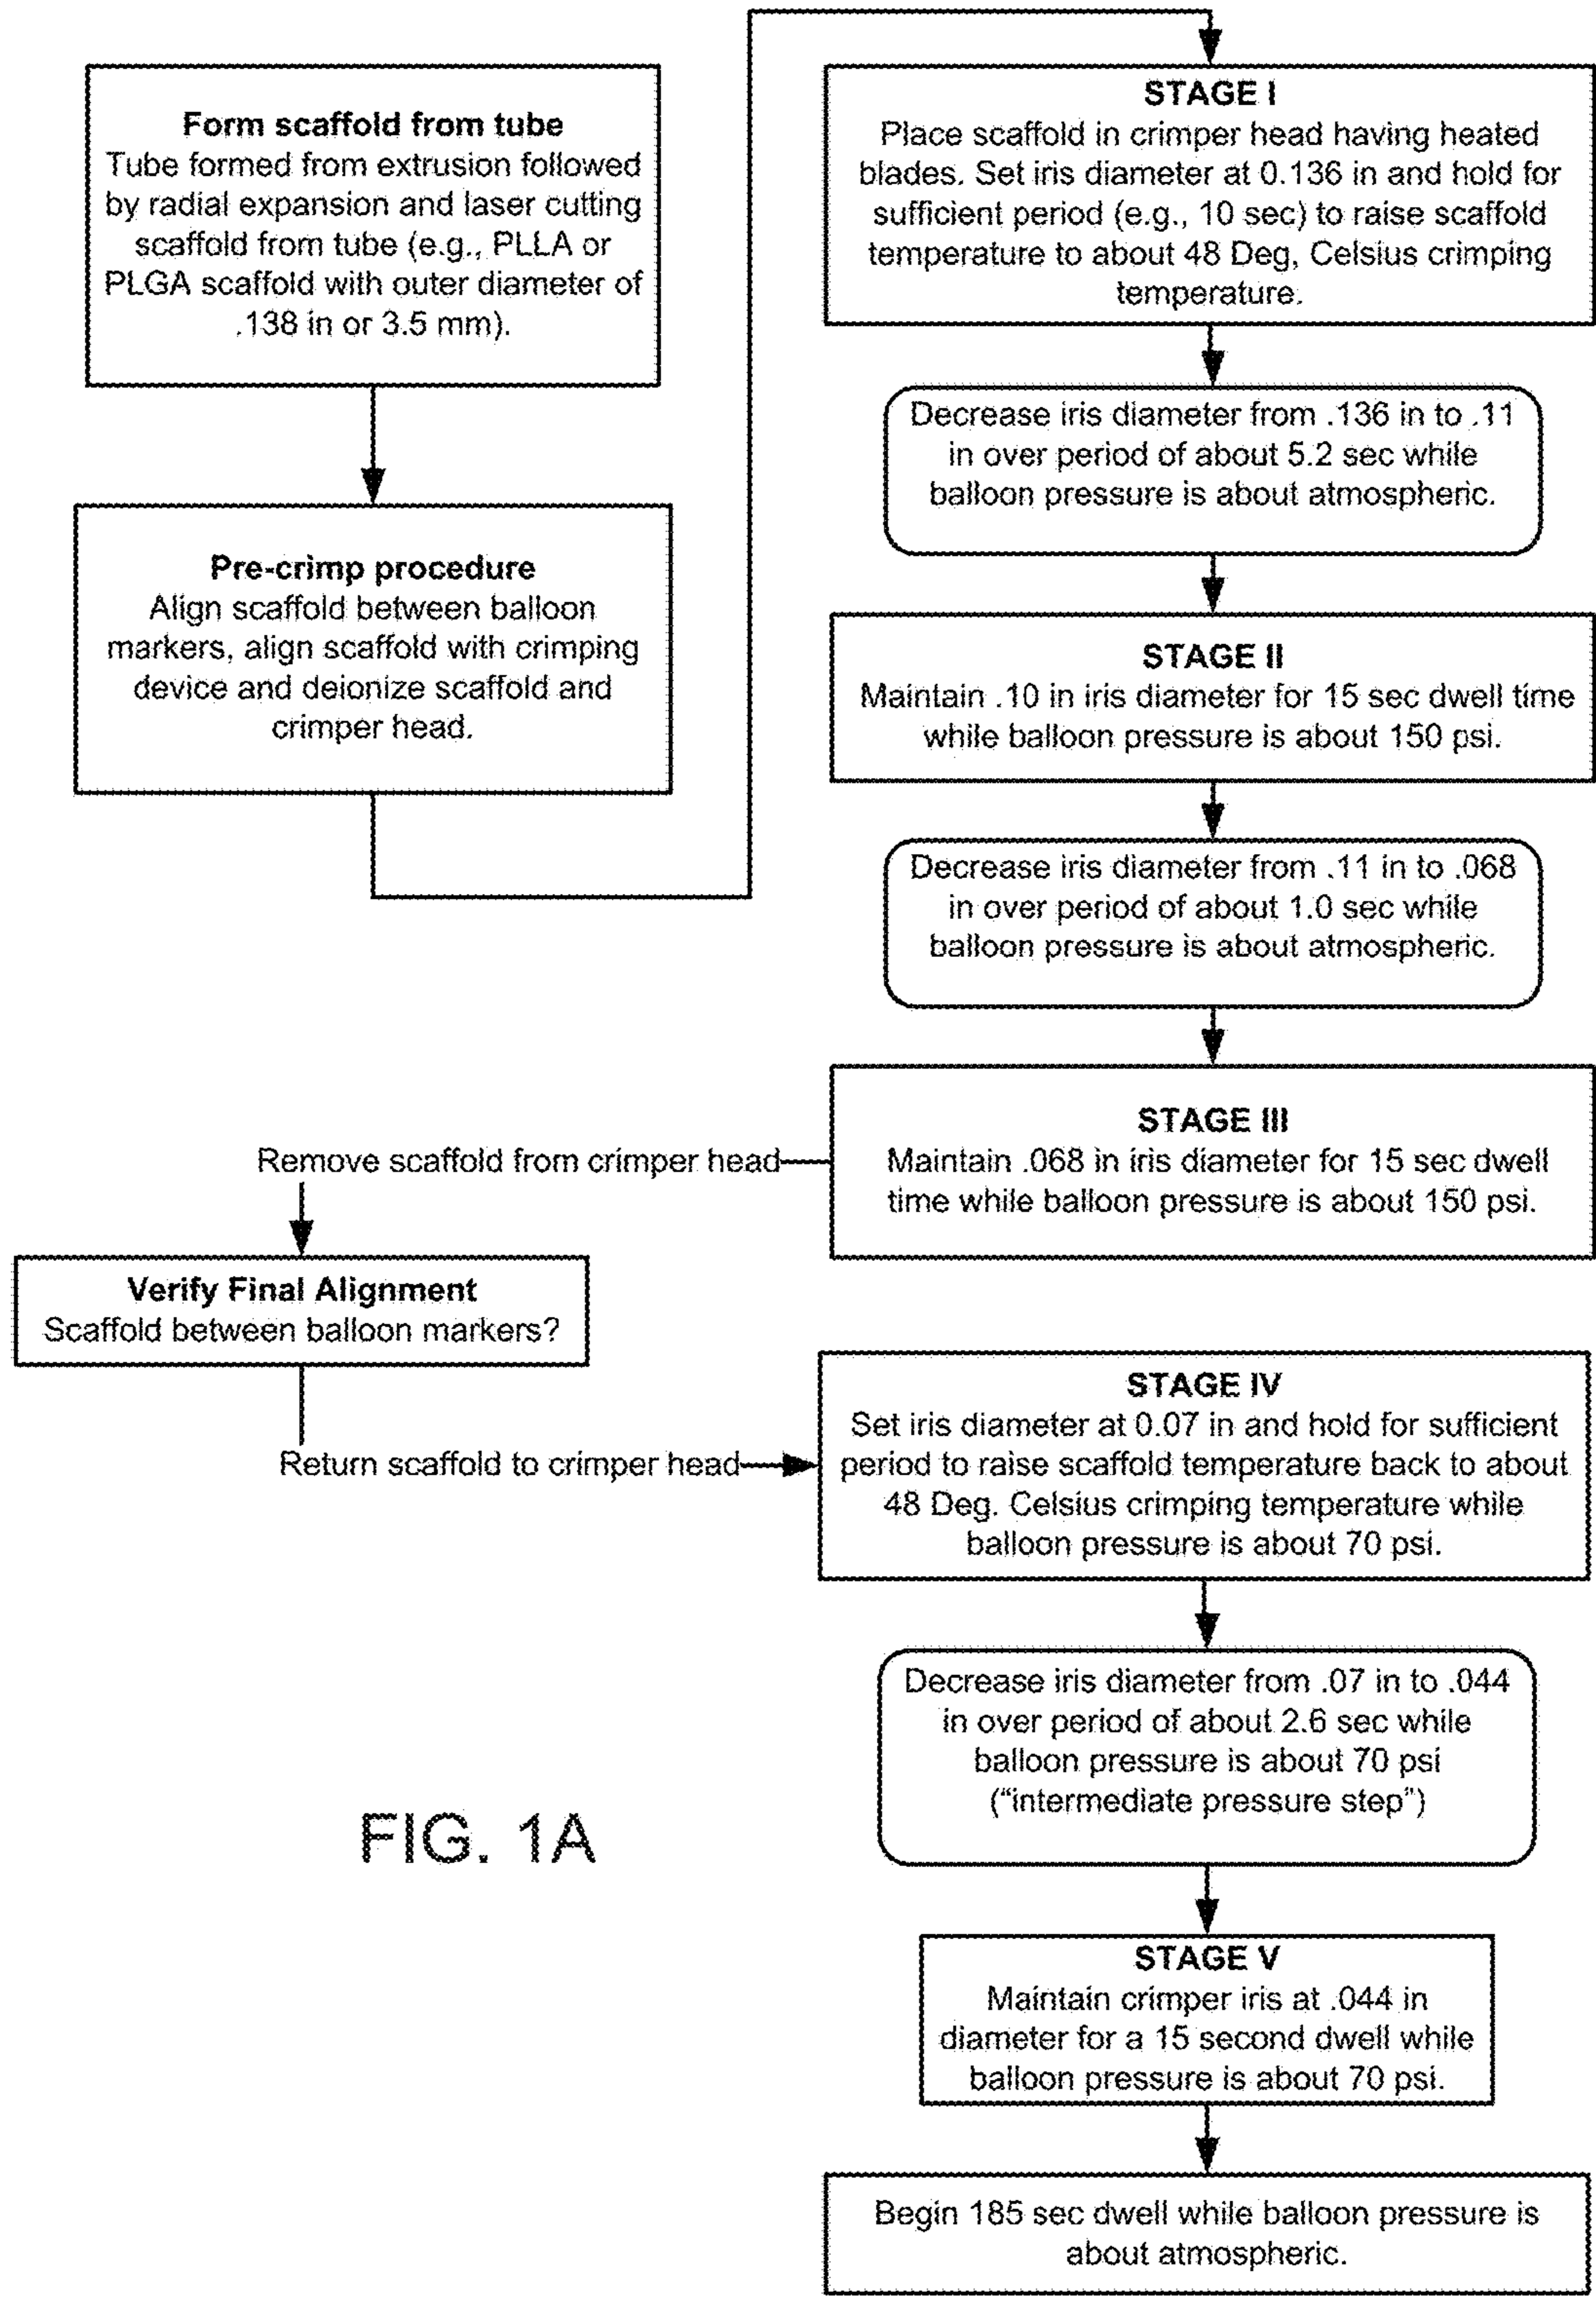 Form scaffold from tube
Tube formed from extrusion followed
by radial expansion and laser cutting
scaffold from tube (e.g., PLLA or
PLGA scaffold with outer diameter of
.138 in or 3.5 mm).
Pre-crimp procedure
Align scaffold between balloon
markers, align scaffold with crimping
device and deionize scaffold and
crimper head.
STAGE I
Place scaffold in crimper head having heated
blades. Set iris diameter at 0.136 in and hold for
sufficient period (e.g., 10 sec) to raise scaffold
temperature to about 48 Deg, Celsius crimping
temperature.
Decrease iris diameter from .136 in to .11
in over period of about 5.2 sec while
balloon pressure is about atmospheric.
STAGE II
Maintain .10 in iris diameter for 15 sec dwell time
while balloon pressure is about 150 psi.
Decrease iris diameter from .11 in to .068
in over period of about 1.0 sec while
balloon pressure is about atmospheric.
STAGE III
Maintain .068 in iris diameter for 15 sec dwell
time while balloon pressure is about 150 psi.
Remove scaffold from crimper head
Verify Final Alignment
Scaffold between balloon markers?
Return scaffold to crimper head
STAGE IV
Set iris diameter at 0.07 in and hold for sufficient
period to raise scaffold temperature back to about
48 Deg. Celsius crimping temperature while
balloon pressure is about 70 psi.
Decrease iris diameter from .07 in to .044
in over period of about 2.6 sec while
balloon pressure is about 70 psi
(“intermediate pressure step”)
STAGE V
Maintain crimper iris at .044 in
diameter for a 15 second dwell while
balloon pressure is about 70 psi.
Begin 185 sec dwell while balloon pressure is
about atmospheric.
FIG. 1A